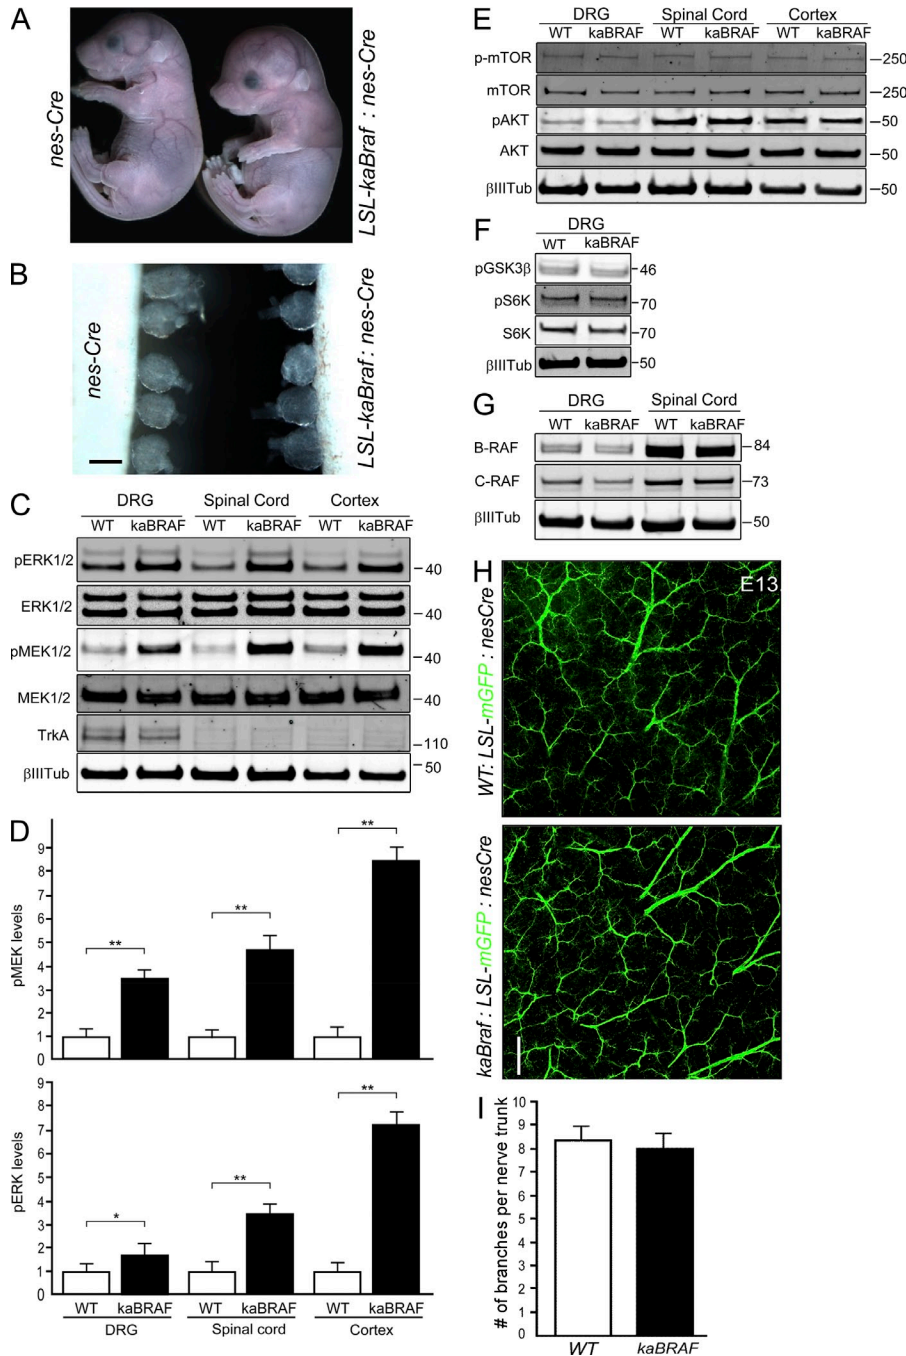 A
nes-Cre
LSL-kaBraf : nes-Cre
B
nes-Cre
LSL-kaBraf: nes-Cre
C
DRG Spinal Cord Cortex
WT kaBRAF WT kaBRAF WT kaBRAF
pERK1/2 40
ERK1/2 40
pMEK1/2 40
MEK1/2 40
TrkA 110
βIIITub 50
D
pMEK levels
9
8
7
6
5
4
3
2
1
0
** ** **
pERK levels
9
8
7
6
5
4
3
2
1
0
* ** **
WT kaBRAF WT kaBRAF WT kaBRAF
DRG Spinal cord Cortex
E
DRG Spinal Cord Cortex
WT kaBRAF WT kaBRAF WT kaBRAF
p-mTOR 250
mTOR 250
pAKT 50
AKT 50
βIIITub 50
F
DRG
WT kaBRAF
pGSK3β 46
pS6K 70
S6K 70
βIIITub 50
G
DRG Spinal Cord
WT kaBRAF WT kaBRAF
B-RAF 84
C-RAF 73
βIIITub 50
H
E13
WT: LSL-mGFP : nesCre
kaBraf : LSL-mGFP : nesCre
I
# of branches per nerve trunk
10
9
8
7
6
5
4
3
2
1
0
WT kaBRAF